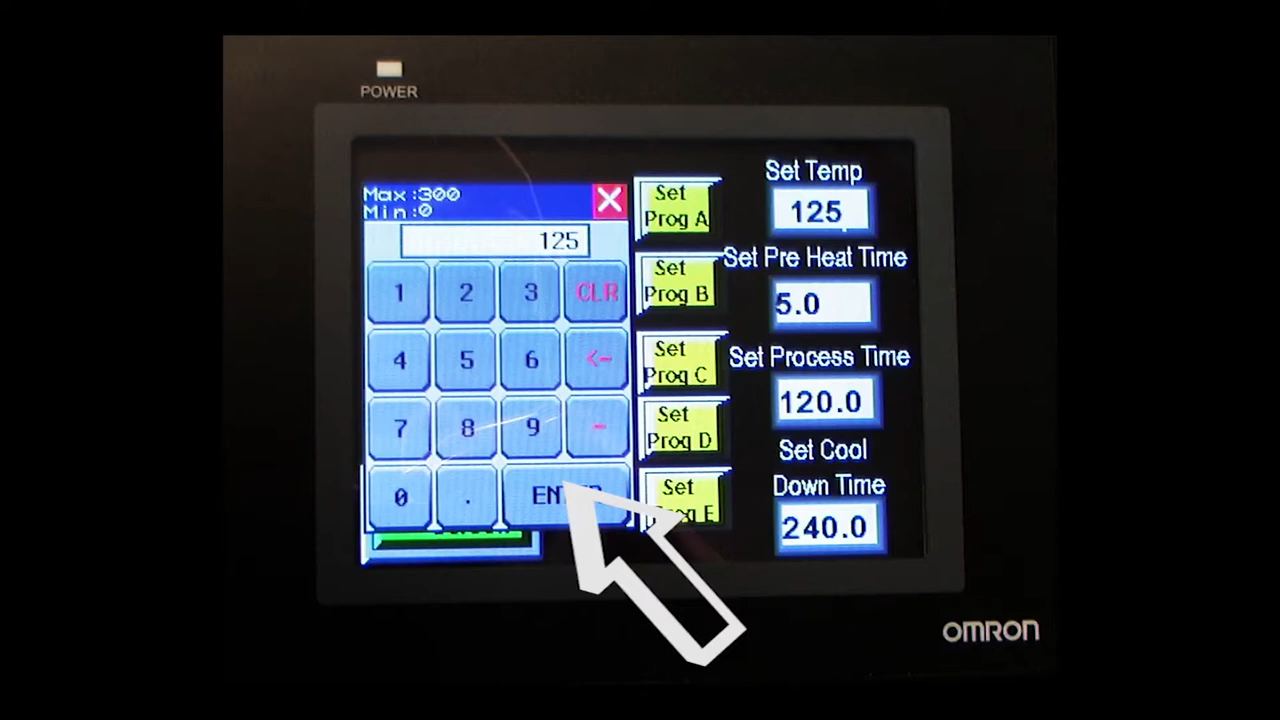 POWER
Max:300
Min:0
125
1 2 3 CLR
4 5 6 <-
7 8 9 -
0 . ENTER
Set
Prog A
Set
Prog B
Set
Prog C
Set
Prog D
Set
Prog E
Set Temp
125
Set Pre Heat Time
5.0
Set Process Time
120.0
Set Cool
Down Time
240.0
OMRON